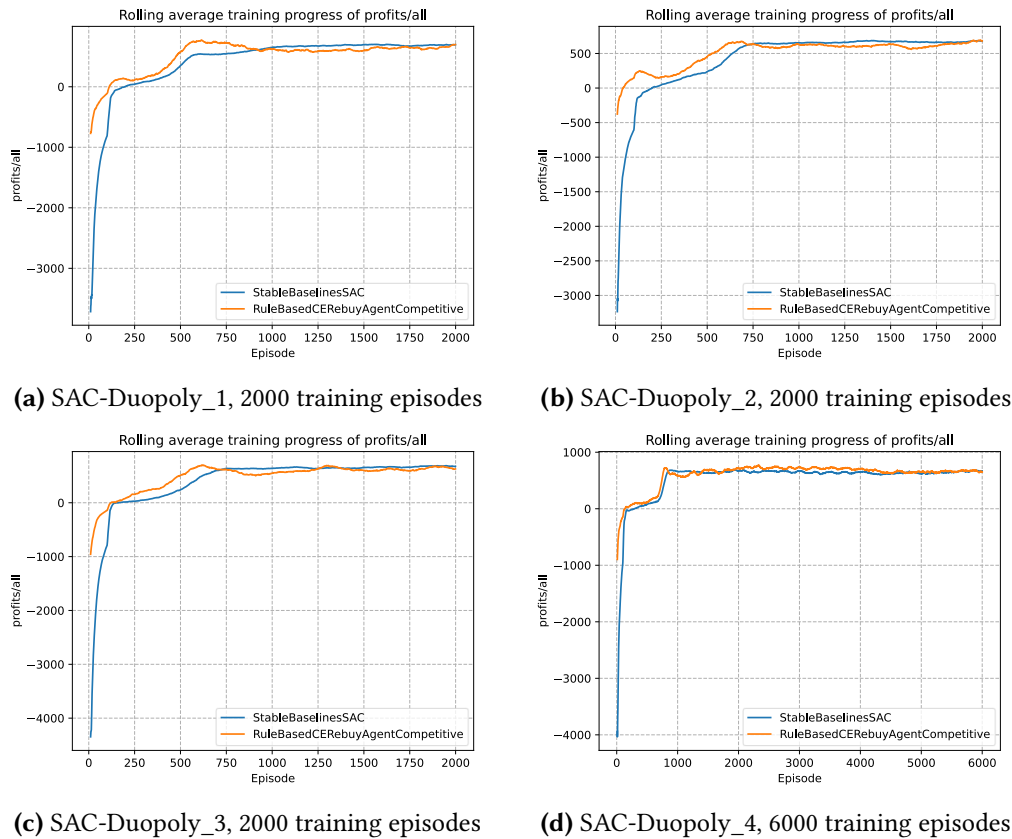 Rolling average training progress of profits/all
0
−1000
−2000
−3000
profits/all
StableBaselinesSAC
RuleBasedCERebuyAgentCompetitive
0 250 500 750 1000 1250 1500 1750 2000
Episode
(a) SAC-Duopoly_1, 2000 training episodes
Rolling average training progress of profits/all
500
0
−500
−1000
−1500
−2000
−2500
−3000
profits/all
StableBaselinesSAC
RuleBasedCERebuyAgentCompetitive
0 250 500 750 1000 1250 1500 1750 2000
Episode
(b) SAC-Duopoly_2, 2000 training episodes
Rolling average training progress of profits/all
0
−1000
−2000
−3000
−4000
profits/all
StableBaselinesSAC
RuleBasedCERebuyAgentCompetitive
0 250 500 750 1000 1250 1500 1750 2000
Episode
(c) SAC-Duopoly_3, 2000 training episodes
Rolling average training progress of profits/all
1000
0
−1000
−2000
−3000
−4000
profits/all
StableBaselinesSAC
RuleBasedCERebuyAgentCompetitive
0 1000 2000 3000 4000 5000 6000
Episode
(d) SAC-Duopoly_4, 6000 training episodes